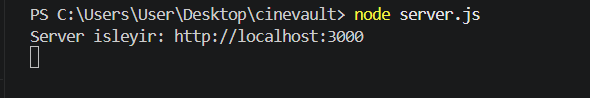 PS C:\Users\User\Desktop\cinevault> node server.js
Server isleyir: http://localhost:3000